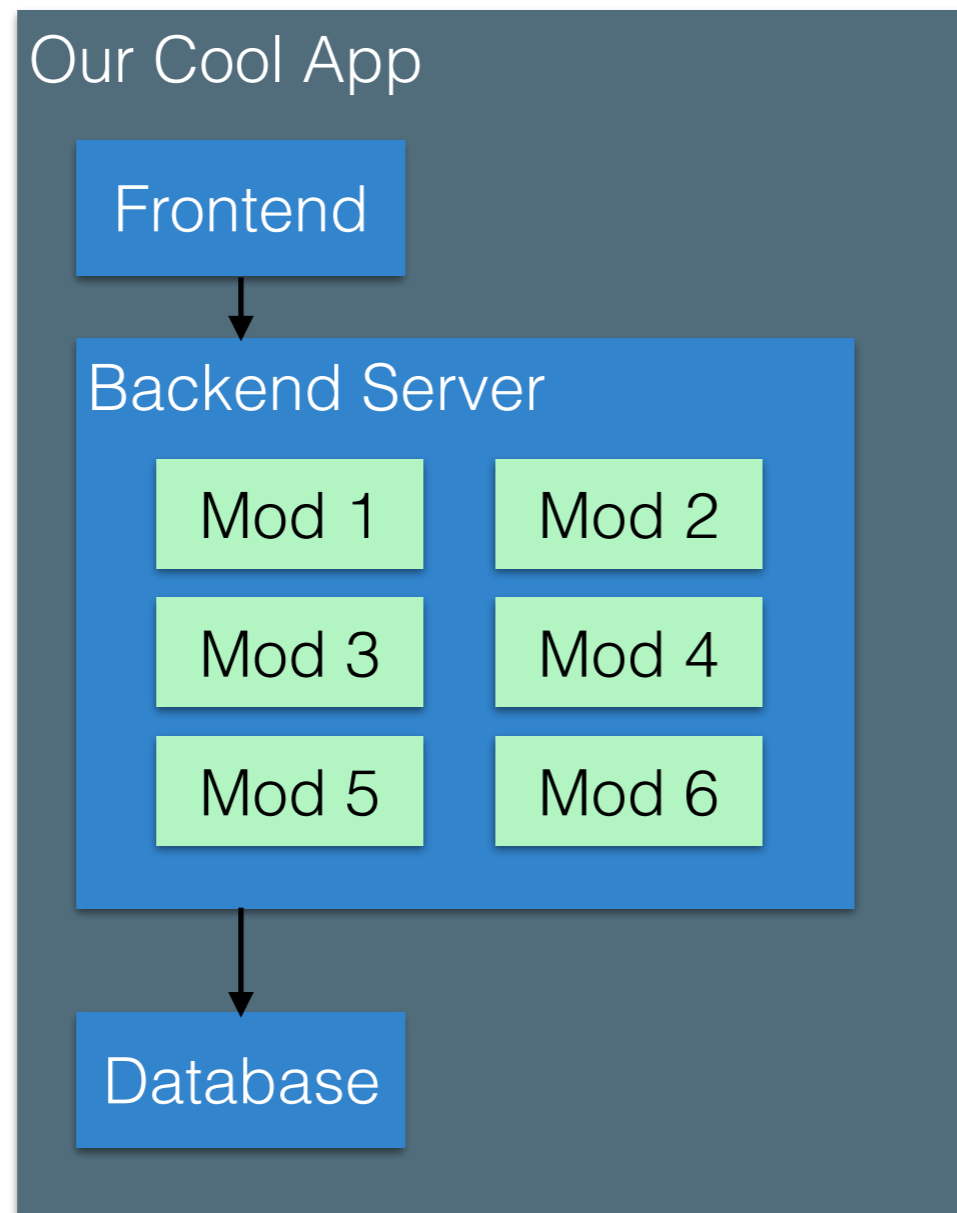 Our Cool App
Frontend
Backend Server
Mod 1
Mod 2
Mod 3
Mod 4
Mod 5
Mod 6
Database